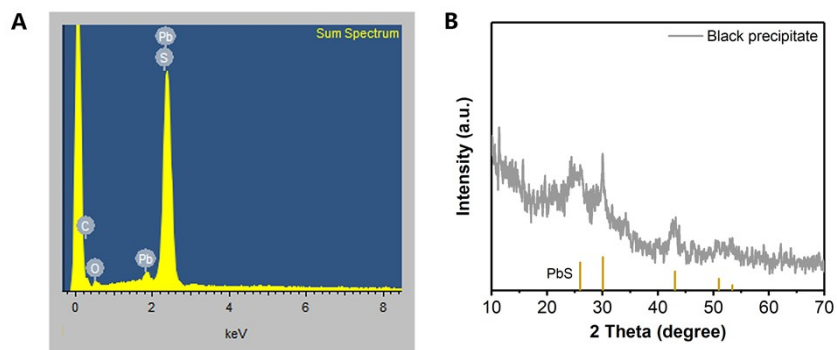 A
Sum Spectrum
Pb
S
C
O
Pb
0 2 4 6 8
keV
B
Black precipitate
Intensity (a.u.)
PbS
10 20 30 40 50 60 70
2 Theta (degree)